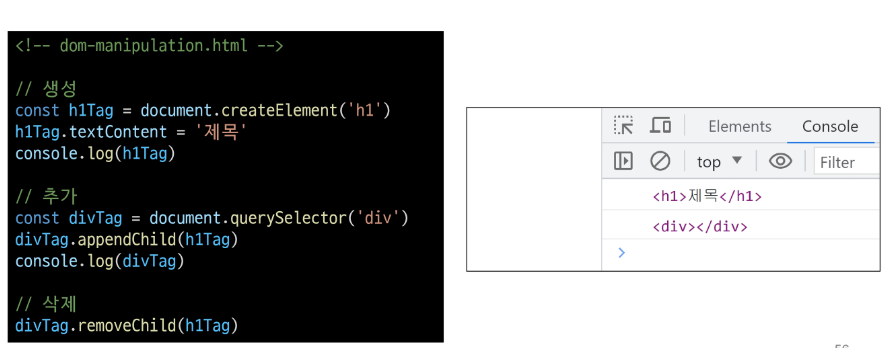 <!-- dom-manipulation.html -->
// 생성
const h1Tag = document.createElement('h1')
h1Tag.textContent = '제목'
console.log(h1Tag)
// 추가
const divTag = document.querySelector('div')
divTag.appendChild(h1Tag)
console.log(divTag)
// 삭제
divTag.removeChild(h1Tag)
Elements Console
top Filter
<h1>제목</h1>
<div></div>
>